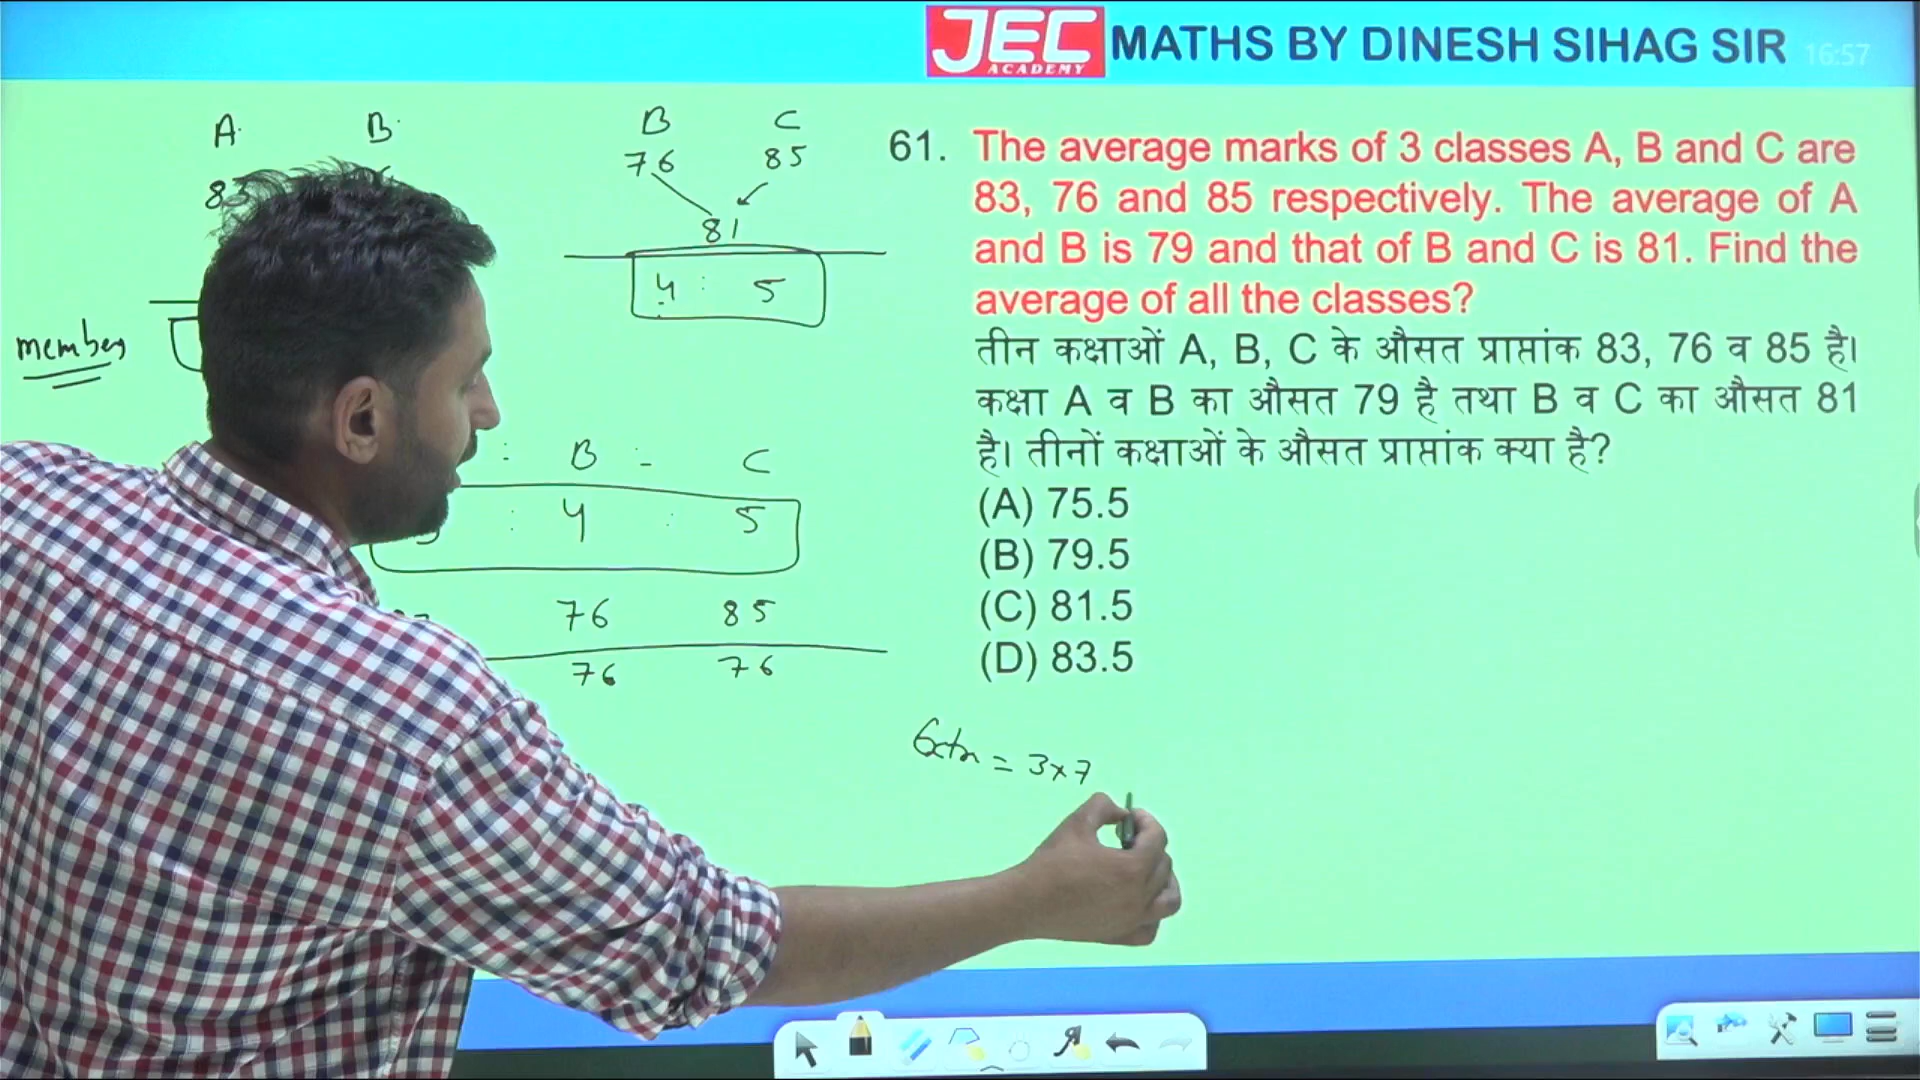 JEC
ACADEMY
MATHS BY DINESH SIHAG SIR 16:57
A B
83
members
B C
76 85
81
4 : 5
: B : C
: 4 : 5
76 85
76 76
Extra = 3×7
61. The average marks of 3 classes A, B and C are
83, 76 and 85 respectively. The average of A
and B is 79 and that of B and C is 81. Find the
average of all the classes?
तीन कक्षाओं A, B, C के औसत प्राप्तांक 83, 76 व 85 है।
कक्षा A व B का औसत 79 है तथा B व C का औसत 81
है। तीनों कक्षाओं के औसत प्राप्तांक क्या है?
(A) 75.5
(B) 79.5
(C) 81.5
(D) 83.5